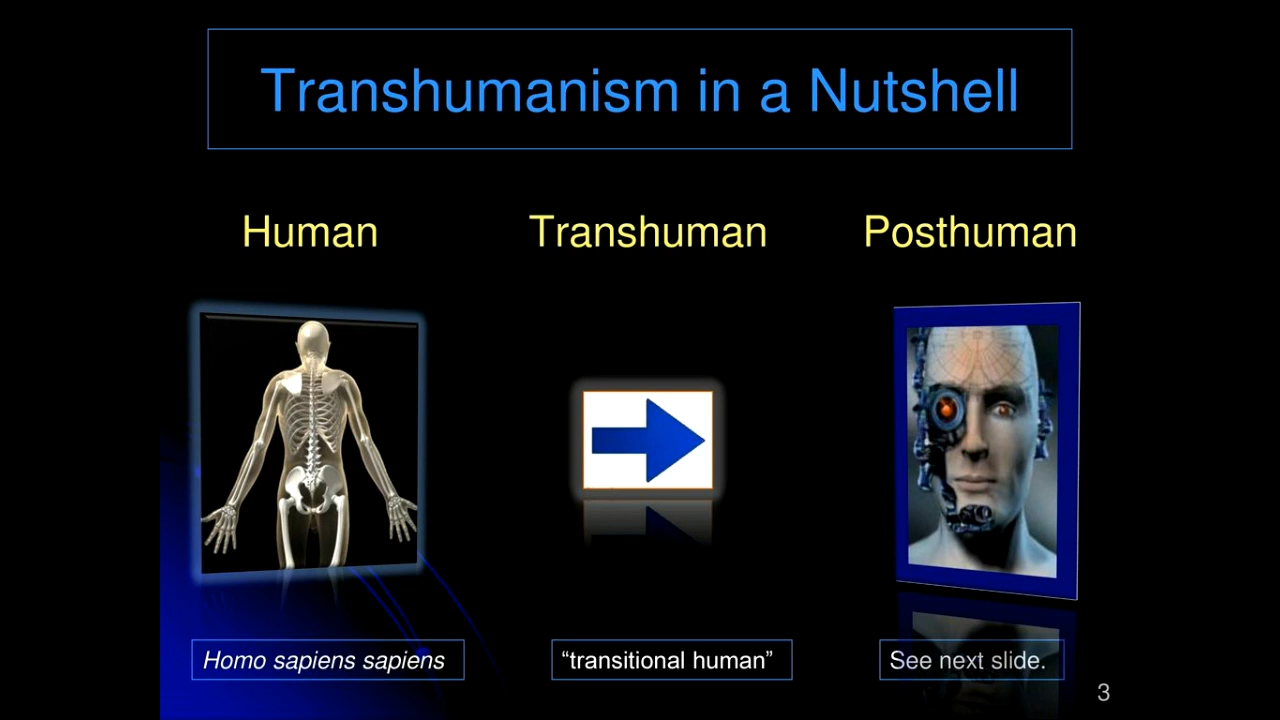 Transhumanism in a Nutshell
Human
Transhuman
Posthuman
Homo sapiens sapiens
“transitional human”
See next slide.
3